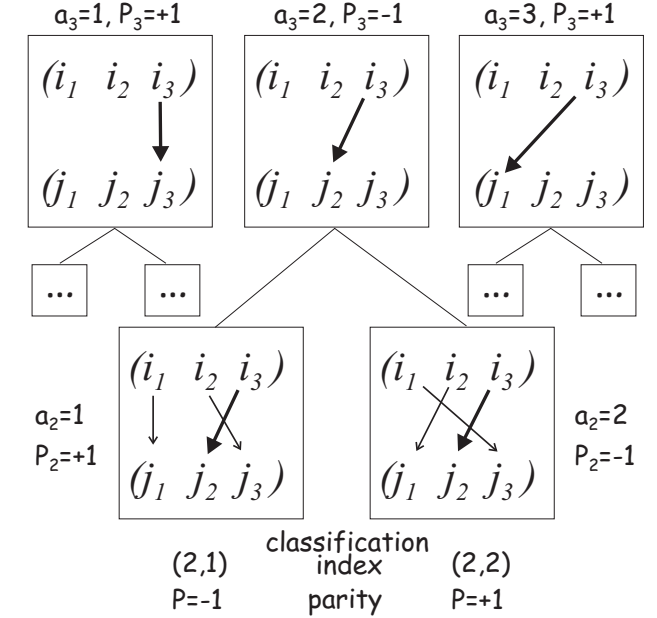 a₃=1, P₃=+1 a₃=2, P₃=-1 a₃=3, P₃=+1
(i₁ i₂ i₃) (i₁ i₂ i₃) (i₁ i₂ i₃)
(j₁ j₂ j₃) (j₁ j₂ j₃) (j₁ j₂ j₃)
... ... ... ...
(i₁ i₂ i₃) (i₁ i₂ i₃)
a₂=1 a₂=2
P₂=+1 P₂=-1
(j₁ j₂ j₃) (j₁ j₂ j₃)
classification
(2,1) index (2,2)
P=-1 parity P=+1